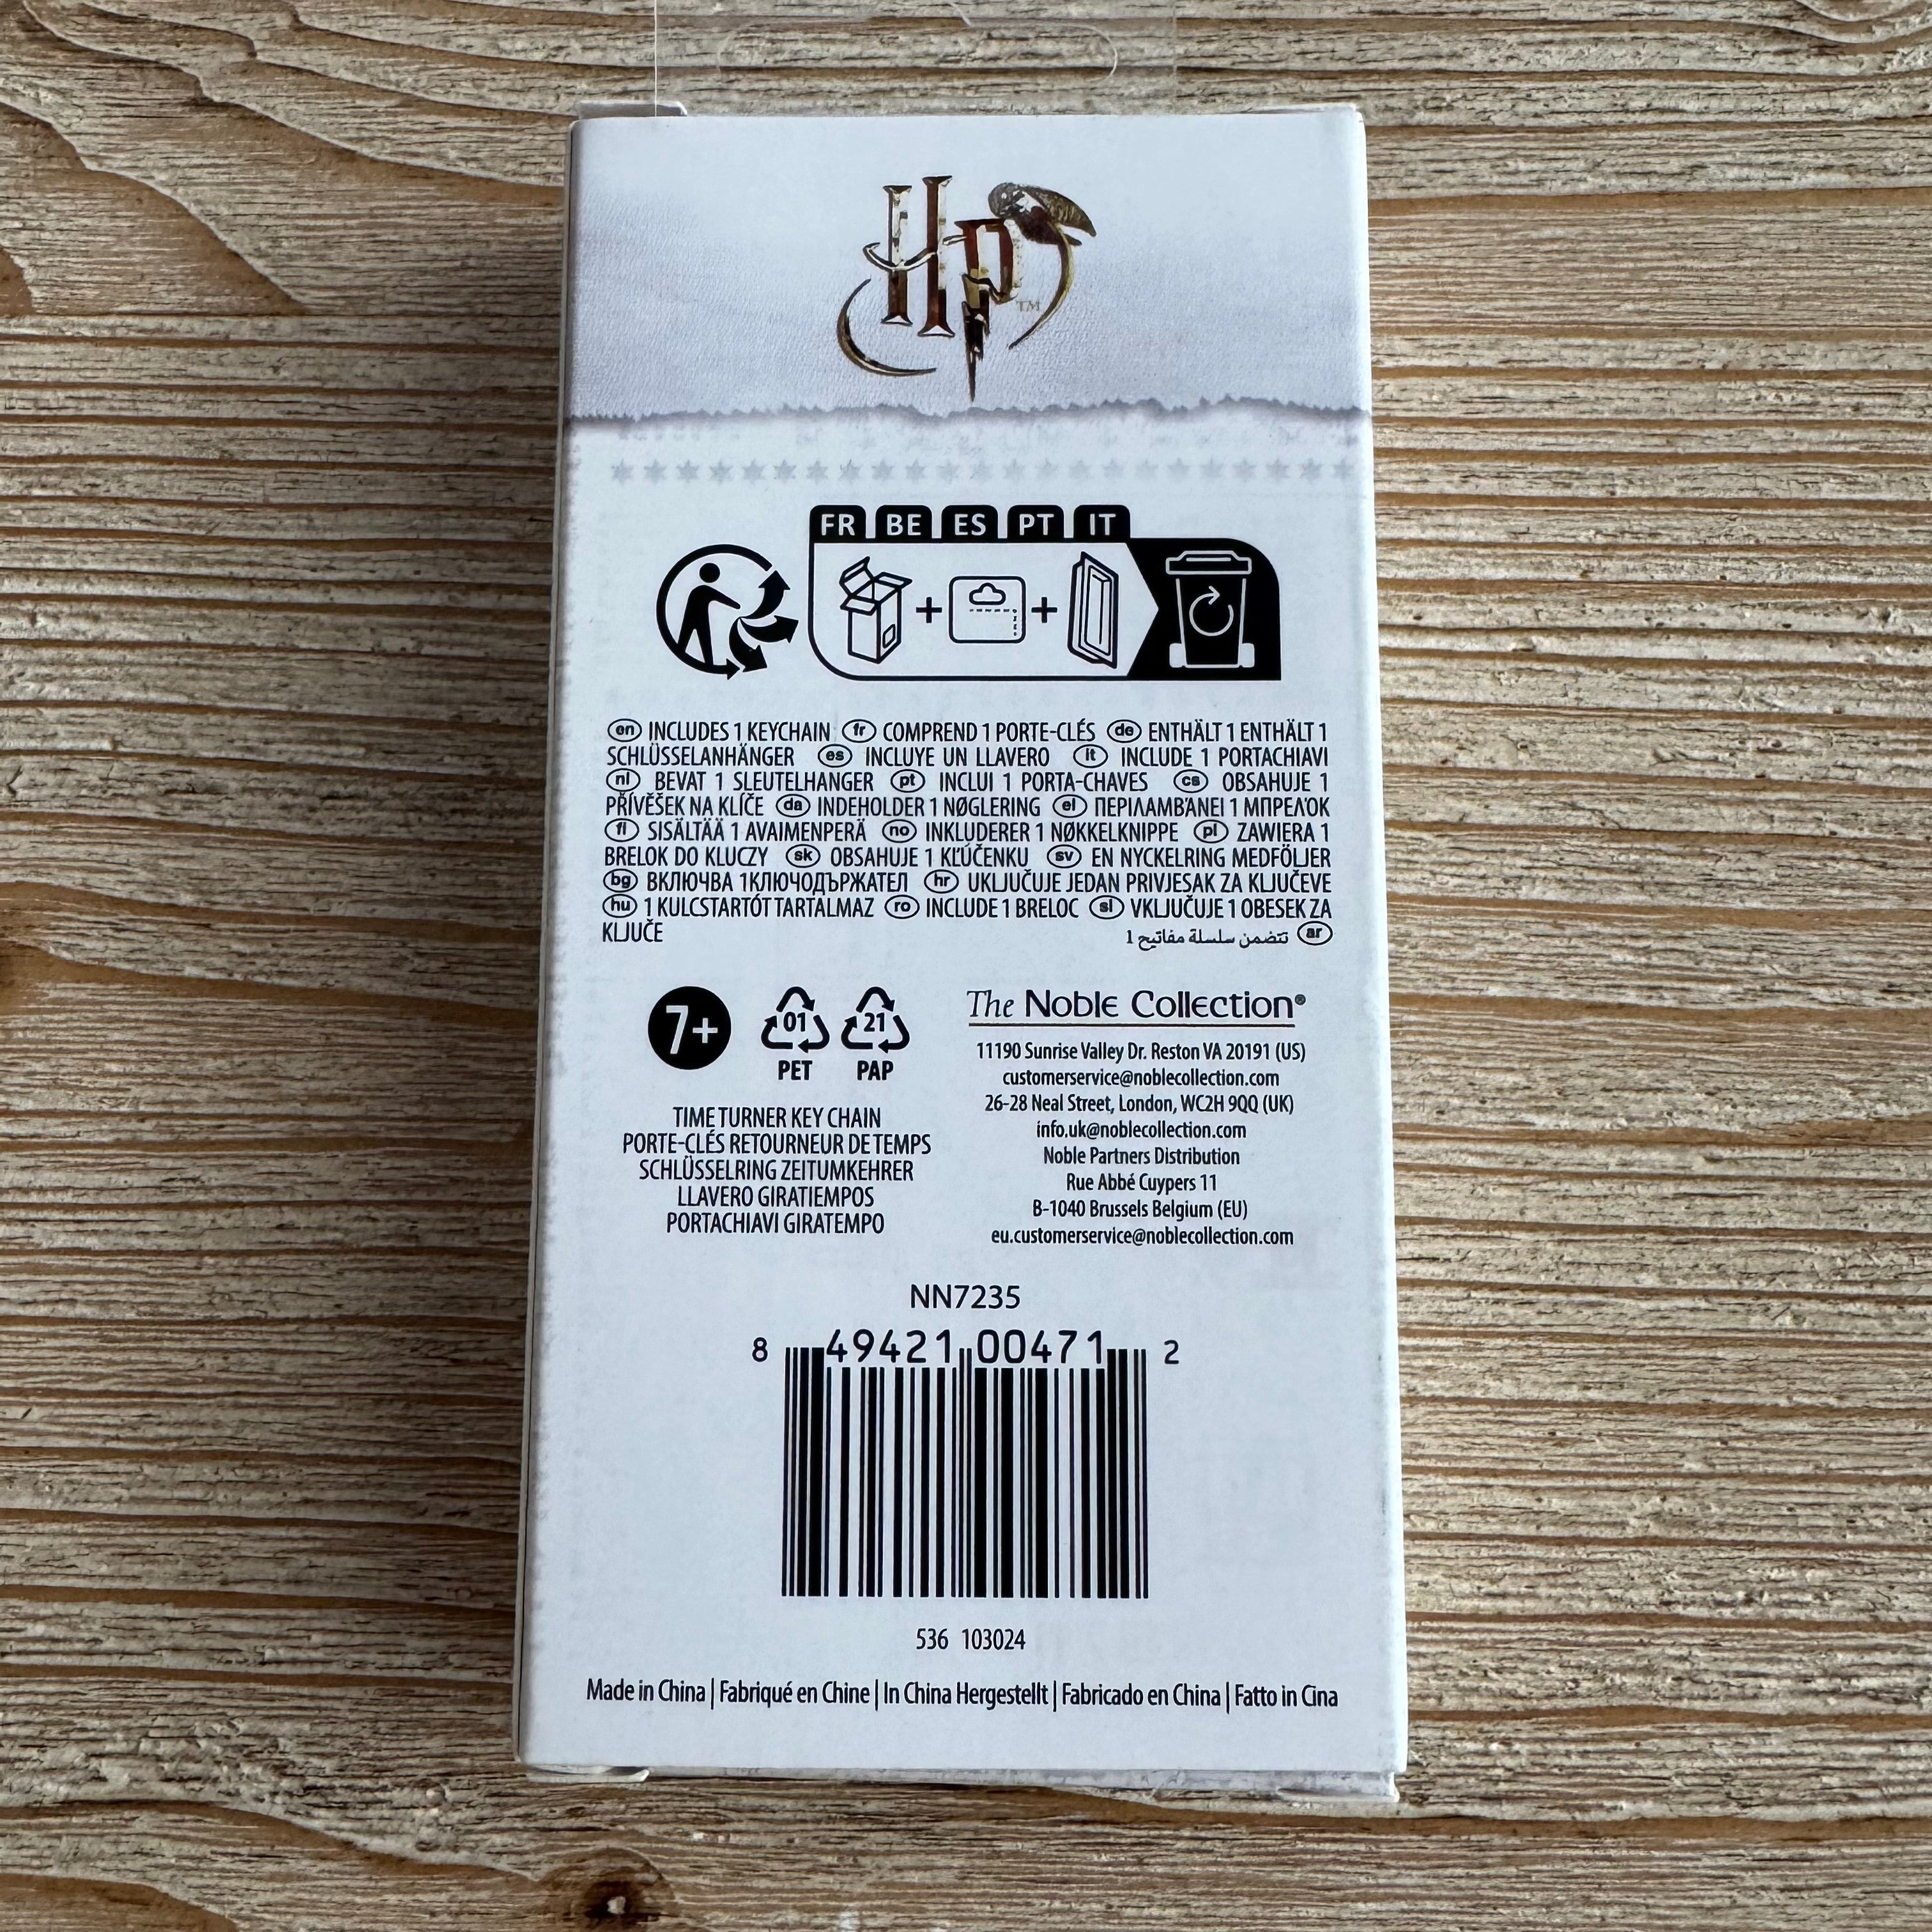 HP™
FR BE ES PT IT
en INCLUDES 1 KEYCHAIN fr COMPREND 1 PORTE-CLÉS de ENTHÄLT 1 ENTHÄLT 1
SCHLÜSSELANHÄNGER es INCLUYE UN LLAVERO it INCLUDE 1 PORTACHIAVI
nl BEVAT 1 SLEUTELHANGER pt INCLUI 1 PORTA-CHAVES cs OBSAHUJE 1
PŘÍVĚŠEK NA KLÍČE da INDEHOLDER 1 NØGLERING el ΠΕΡΙΛΑΜΒΆΝΕΙ 1 ΜΠΡΕΛΌΚ
fi SISÄLTÄÄ 1 AVAIMENPERÄ no INKLUDERER 1 NØKKELKNIPPE pl ZAWIERA 1
BRELOK DO KLUCZY sk OBSAHUJE 1 KĽÚČENKU sv EN NYCKELRING MEDFÖLJER
bg ВКЛЮЧВА 1КЛЮЧОДЪРЖАТЕЛ hr UKLJUČUJE JEDAN PRIVJESAK ZA KLJUČEVE
hu 1 KULCSTARTÓT TARTALMAZ ro INCLUDE 1 BRELOC sl VKLJUČUJE 1 OBESEK ZA
KLJUČE ar تتضمن سلسلة مفاتيح 1
7+
01 21
PET PAP
TIME TURNER KEY CHAIN
PORTE-CLÉS RETOURNEUR DE TEMPS
SCHLÜSSELRING ZEITUMKEHRER
LLAVERO GIRATIEMPOS
PORTACHIAVI GIRATEMPO
The Noble Collection®
11190 Sunrise Valley Dr. Reston VA 20191 (US)
customerservice@noblecollection.com
26-28 Neal Street, London, WC2H 9QQ (UK)
info.uk@noblecollection.com
Noble Partners Distribution
Rue Abbé Cuypers 11
B-1040 Brussels Belgium (EU)
eu.customerservice@noblecollection.com
NN7235
8 49421 00471 2
536 103024
Made in China | Fabriqué en Chine | In China Hergestellt | Fabricado en China | Fatto in Cina